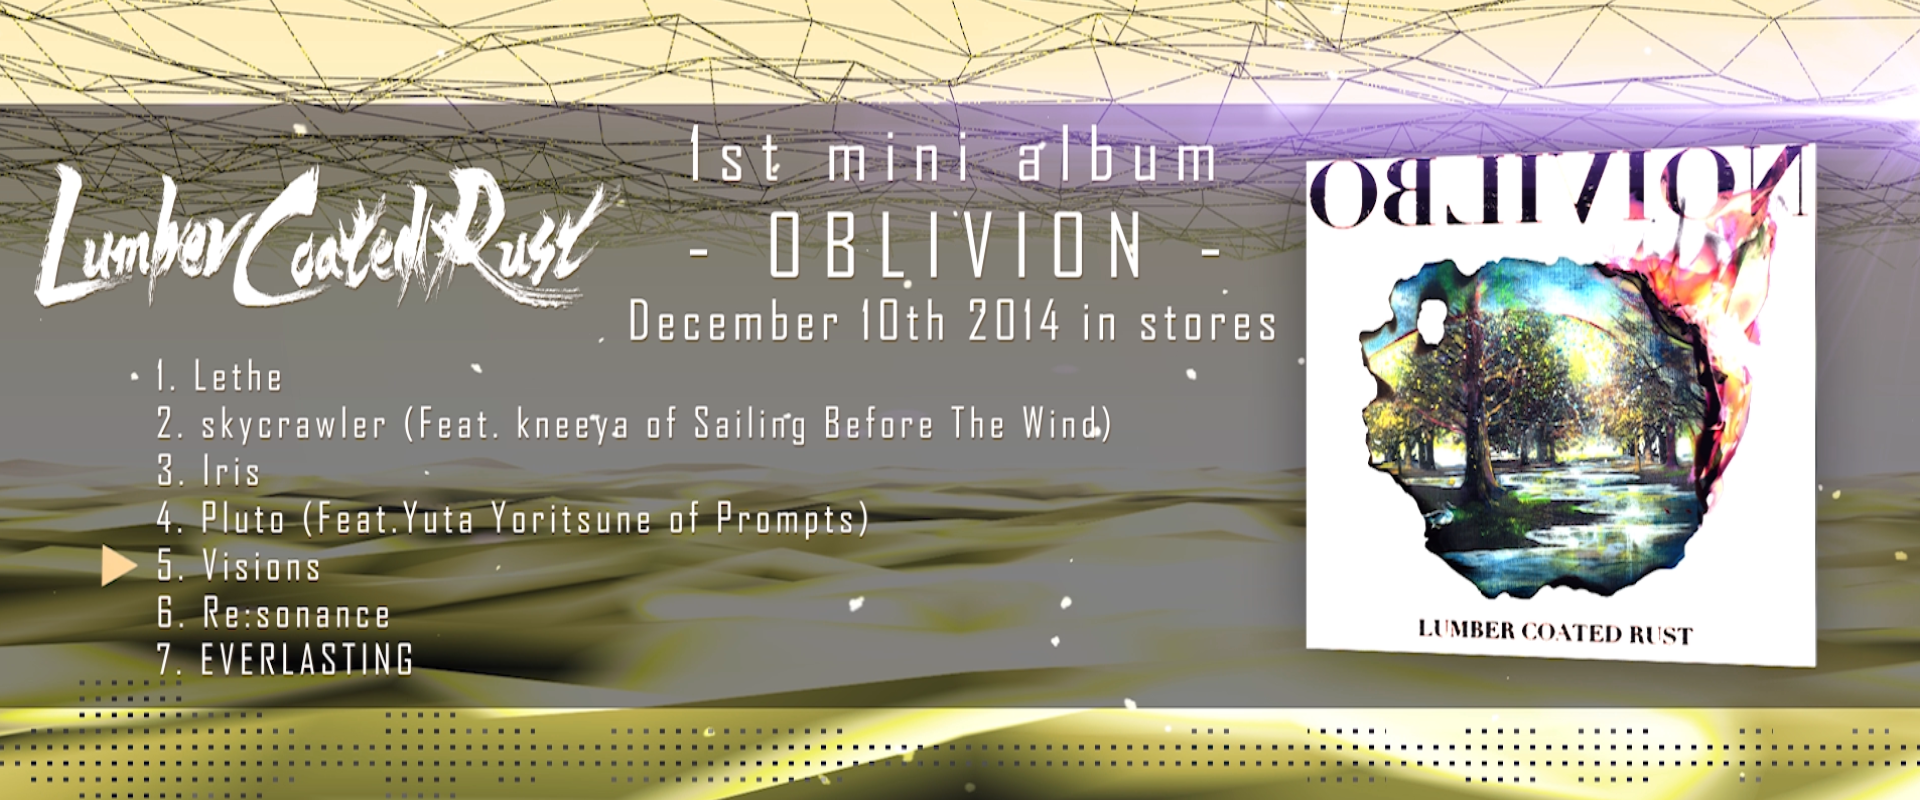 Lumber Coated Rust
1st mini album
- OBLIVION -
December 10th 2014 in stores
1. Lethe
2. skycrawler (Feat. kneeya of Sailing Before The Wind)
3. Iris
4. Pluto (Feat.Yuta Yoritsune of Prompts)
5. Visions
6. Re:sonance
7. EVERLASTING
OBLIVION
LUMBER COATED RUST